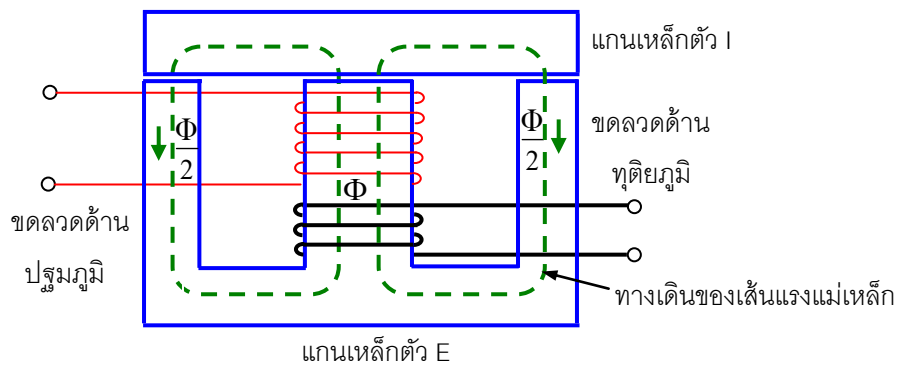 แกนเหล็กตัว I
Φ/2
Φ/2
ขดลวดด้าน
ทุติยภูมิ
Φ
ขดลวดด้าน
ปฐมภูมิ
ทางเดินของเส้นแรงแม่เหล็ก
แกนเหล็กตัว E